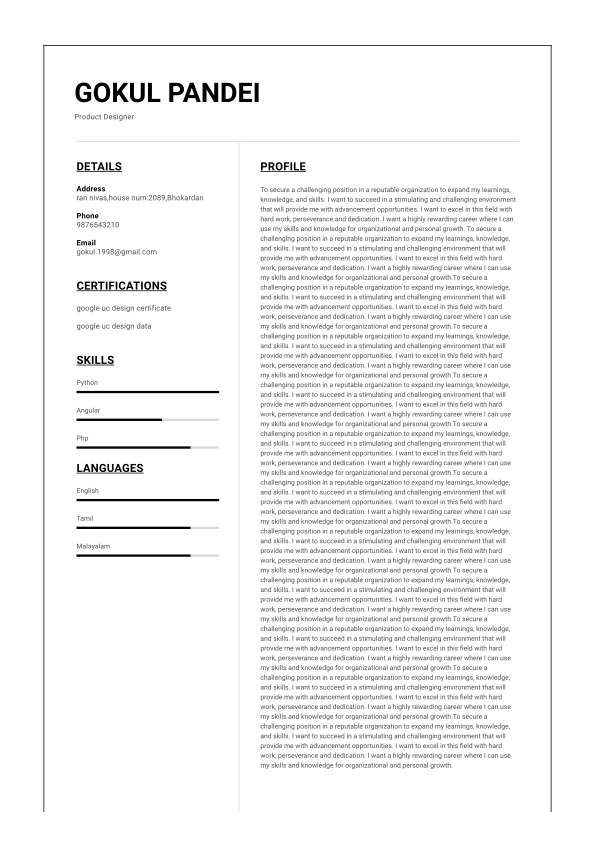 GOKUL PANDEI
Product Designer
DETAILS
Address
ran nivas,house num:2089,Bhokardan
Phone
9876543210
Email
gokul.1998@gmail.com
CERTIFICATIONS
google uc design certificate
google uc design data
SKILLS
Python
Angular
Php
LANGUAGES
English
Tamil
Malayalam
PROFILE
To secure a challenging position in a reputable organization to expand my learnings,
knowledge, and skills. I want to succeed in a stimulating and challenging environment
that will provide me with advancement opportunities. I want to excel in this field with
hard work, perseverance and dedication. I want a highly rewarding career where I can
use my skills and knowledge for organizational and personal growth. To secure a
challenging position in a reputable organization to expand my learnings, knowledge,
and skills. I want to succeed in a stimulating and challenging environment that will
provide me with advancement opportunities. I want to excel in this field with hard
work, perseverance and dedication. I want a highly rewarding career where I can use
my skills and knowledge for organizational and personal growth.To secure a
challenging position in a reputable organization to expand my learnings, knowledge,
and skills. I want to succeed in a stimulating and challenging environment that will
provide me with advancement opportunities. I want to excel in this field with hard
work, perseverance and dedication. I want a highly rewarding career where I can use
my skills and knowledge for organizational and personal growth.To secure a
challenging position in a reputable organization to expand my learnings, knowledge,
and skills. I want to succeed in a stimulating and challenging environment that will
provide me with advancement opportunities. I want to excel in this field with hard
work, perseverance and dedication. I want a highly rewarding career where I can use
my skills and knowledge for organizational and personal growth.To secure a
challenging position in a reputable organization to expand my learnings, knowledge,
and skills. I want to succeed in a stimulating and challenging environment that will
provide me with advancement opportunities. I want to excel in this field with hard
work, perseverance and dedication. I want a highly rewarding career where I can use
my skills and knowledge for organizational and personal growth.To secure a
challenging position in a reputable organization to expand my learnings, knowledge,
and skills. I want to succeed in a stimulating and challenging environment that will
provide me with advancement opportunities. I want to excel in this field with hard
work, perseverance and dedication. I want a highly rewarding career where I can use
my skills and knowledge for organizational and personal growth.To secure a
challenging position in a reputable organization to expand my learnings, knowledge,
and skills. I want to succeed in a stimulating and challenging environment that will
provide me with advancement opportunities. I want to excel in this field with hard
work, perseverance and dedication. I want a highly rewarding career where I can use
my skills and knowledge for organizational and personal growth.To secure a
challenging position in a reputable organization to expand my learnings, knowledge,
and skills. I want to succeed in a stimulating and challenging environment that will
provide me with advancement opportunities. I want to excel in this field with hard
work, perseverance and dedication. I want a highly rewarding career where I can use
my skills and knowledge for organizational and personal growth.To secure a
challenging position in a reputable organization to expand my learnings, knowledge,
and skills. I want to succeed in a stimulating and challenging environment that will
provide me with advancement opportunities. I want to excel in this field with hard
work, perseverance and dedication. I want a highly rewarding career where I can use
my skills and knowledge for organizational and personal growth.To secure a
challenging position in a reputable organization to expand my learnings, knowledge,
and skills. I want to succeed in a stimulating and challenging environment that will
provide me with advancement opportunities. I want to excel in this field with hard
work, perseverance and dedication. I want a highly rewarding career where I can use
my skills and knowledge for organizational and personal growth.To secure a
challenging position in a reputable organization to expand my learnings, knowledge,
and skills. I want to succeed in a stimulating and challenging environment that will
provide me with advancement opportunities. I want to excel in this field with hard
work, perseverance and dedication. I want a highly rewarding career where I can use
my skills and knowledge for organizational and personal growth.To secure a
challenging position in a reputable organization to expand my learnings, knowledge,
and skills. I want to succeed in a stimulating and challenging environment that will
provide me with advancement opportunities. I want to excel in this field with hard
work, perseverance and dedication. I want a highly rewarding career where I can use
my skills and knowledge for organizational and personal growth.